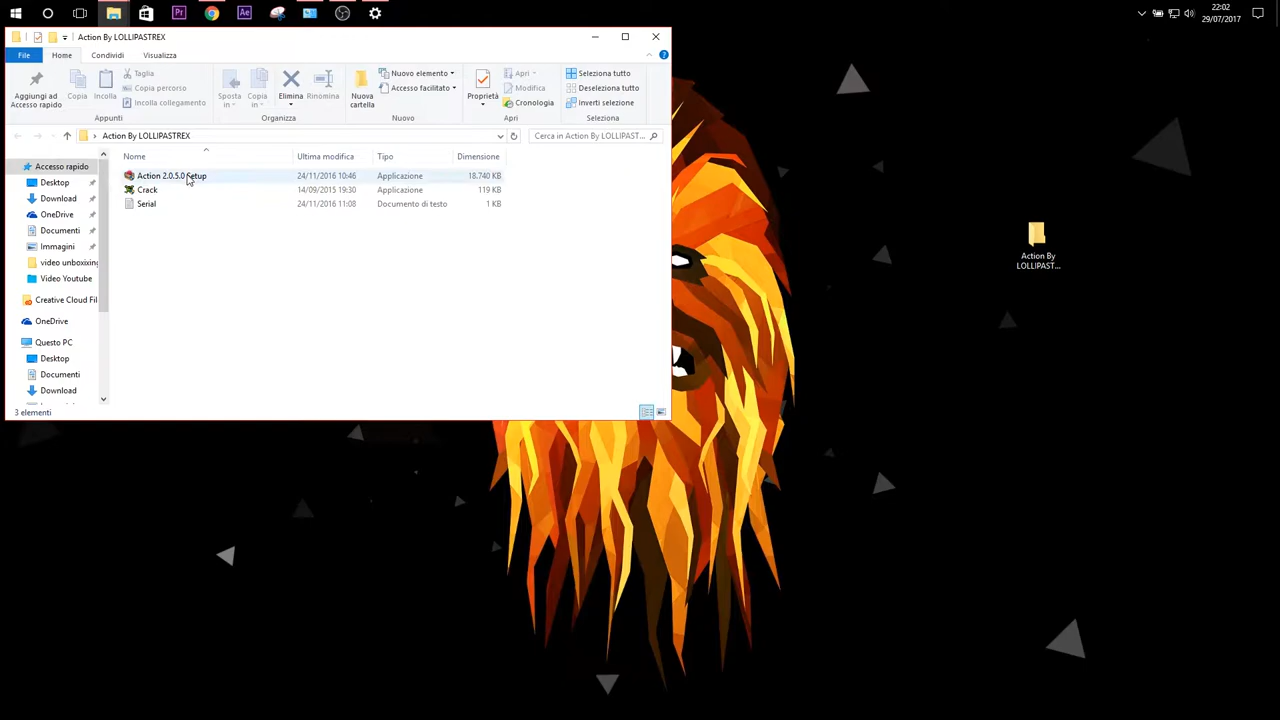 Pr
Ae
22:02
29/07/2017
Action By LOLLIPASTREX
File Home Condividi Visualizza
Aggiungi ad Accesso rapido
Copia
Incolla
Taglia
Copia percorso
Incolla collegamento
Appunti
Sposta in
Copia in
Elimina
Rinomina
Organizza
Nuova cartella
Nuovo elemento
Accesso facilitato
Nuovo
Proprietà
Apri
Modifica
Cronologia
Apri
Seleziona tutto
Deseleziona tutto
Inverti selezione
Selezione
Action By LOLLIPASTREX
Cerca in Action By LOLLIPAST...
Nome Ultima modifica Tipo Dimensione
Action 2.0.5.0 Setup 24/11/2016 10:46 Applicazione 18.740 KB
Crack 14/09/2015 19:30 Applicazione 119 KB
Serial 24/11/2016 11:08 Documento di testo 1 KB
Accesso rapido
Desktop
Download
OneDrive
Documenti
Immagini
video unboxixing
Video Youtube
Creative Cloud Fil
OneDrive
Questo PC
Desktop
Documenti
Download
3 elementi
Action By
LOLLIPAST...